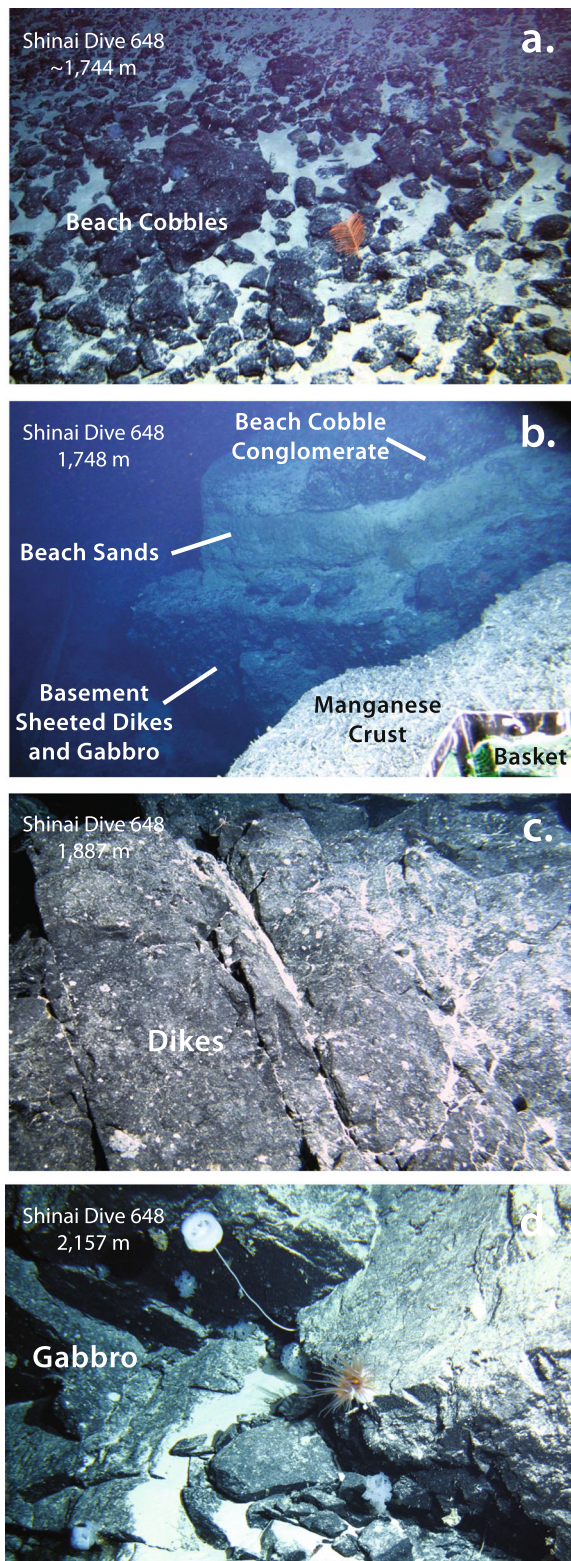 Shinai Dive 648
~1,744 m
a.
Beach Cobbles
Shinai Dive 648
1,748 m
b.
Beach Cobble
Conglomerate
Beach Sands
Basement
Sheeted Dikes
and Gabbro
Manganese
Crust
Basket
Shinai Dive 648
1,887 m
c.
Dikes
Shinai Dive 648
2,157 m
d.
Gabbro